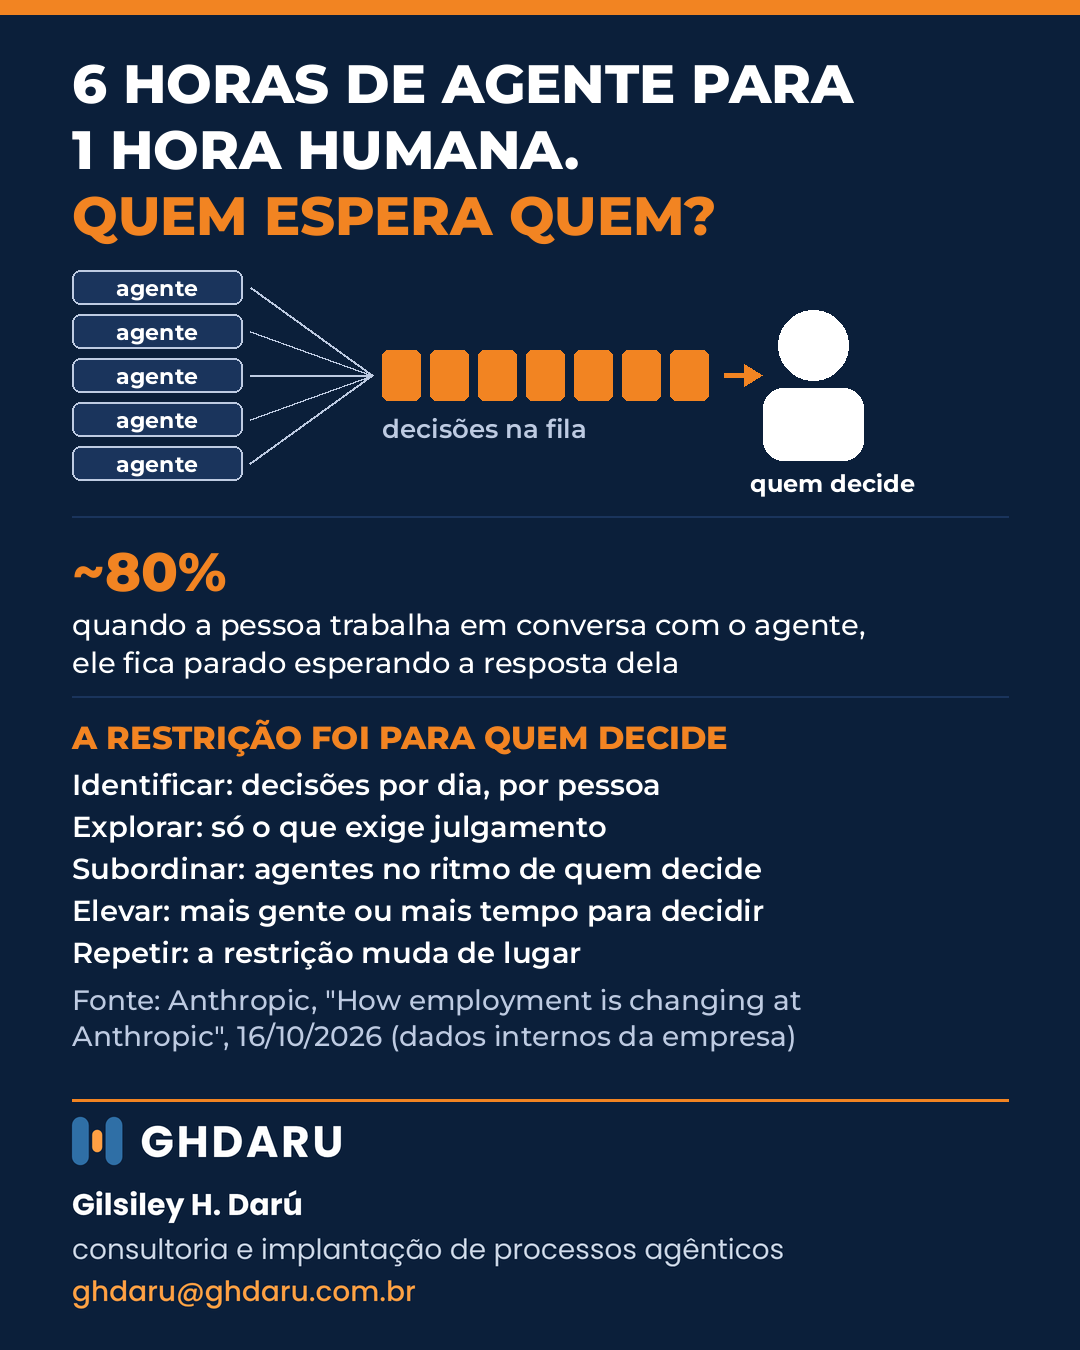 6 HORAS DE AGENTE PARA
1 HORA HUMANA.
QUEM ESPERA QUEM?
agente
agente
agente
agente
agente
decisões na fila
quem decide
~80%
quando a pessoa trabalha em conversa com o agente,
ele fica parado esperando a resposta dela
A RESTRIÇÃO FOI PARA QUEM DECIDE
Identificar: decisões por dia, por pessoa
Explorar: só o que exige julgamento
Subordinar: agentes no ritmo de quem decide
Elevar: mais gente ou mais tempo para decidir
Repetir: a restrição muda de lugar
Fonte: Anthropic, "How employment is changing at
Anthropic", 16/10/2026 (dados internos da empresa)
GHDARU
Gilsiley H. Darú
consultoria e implantação de processos agênticos
ghdaru@ghdaru.com.br